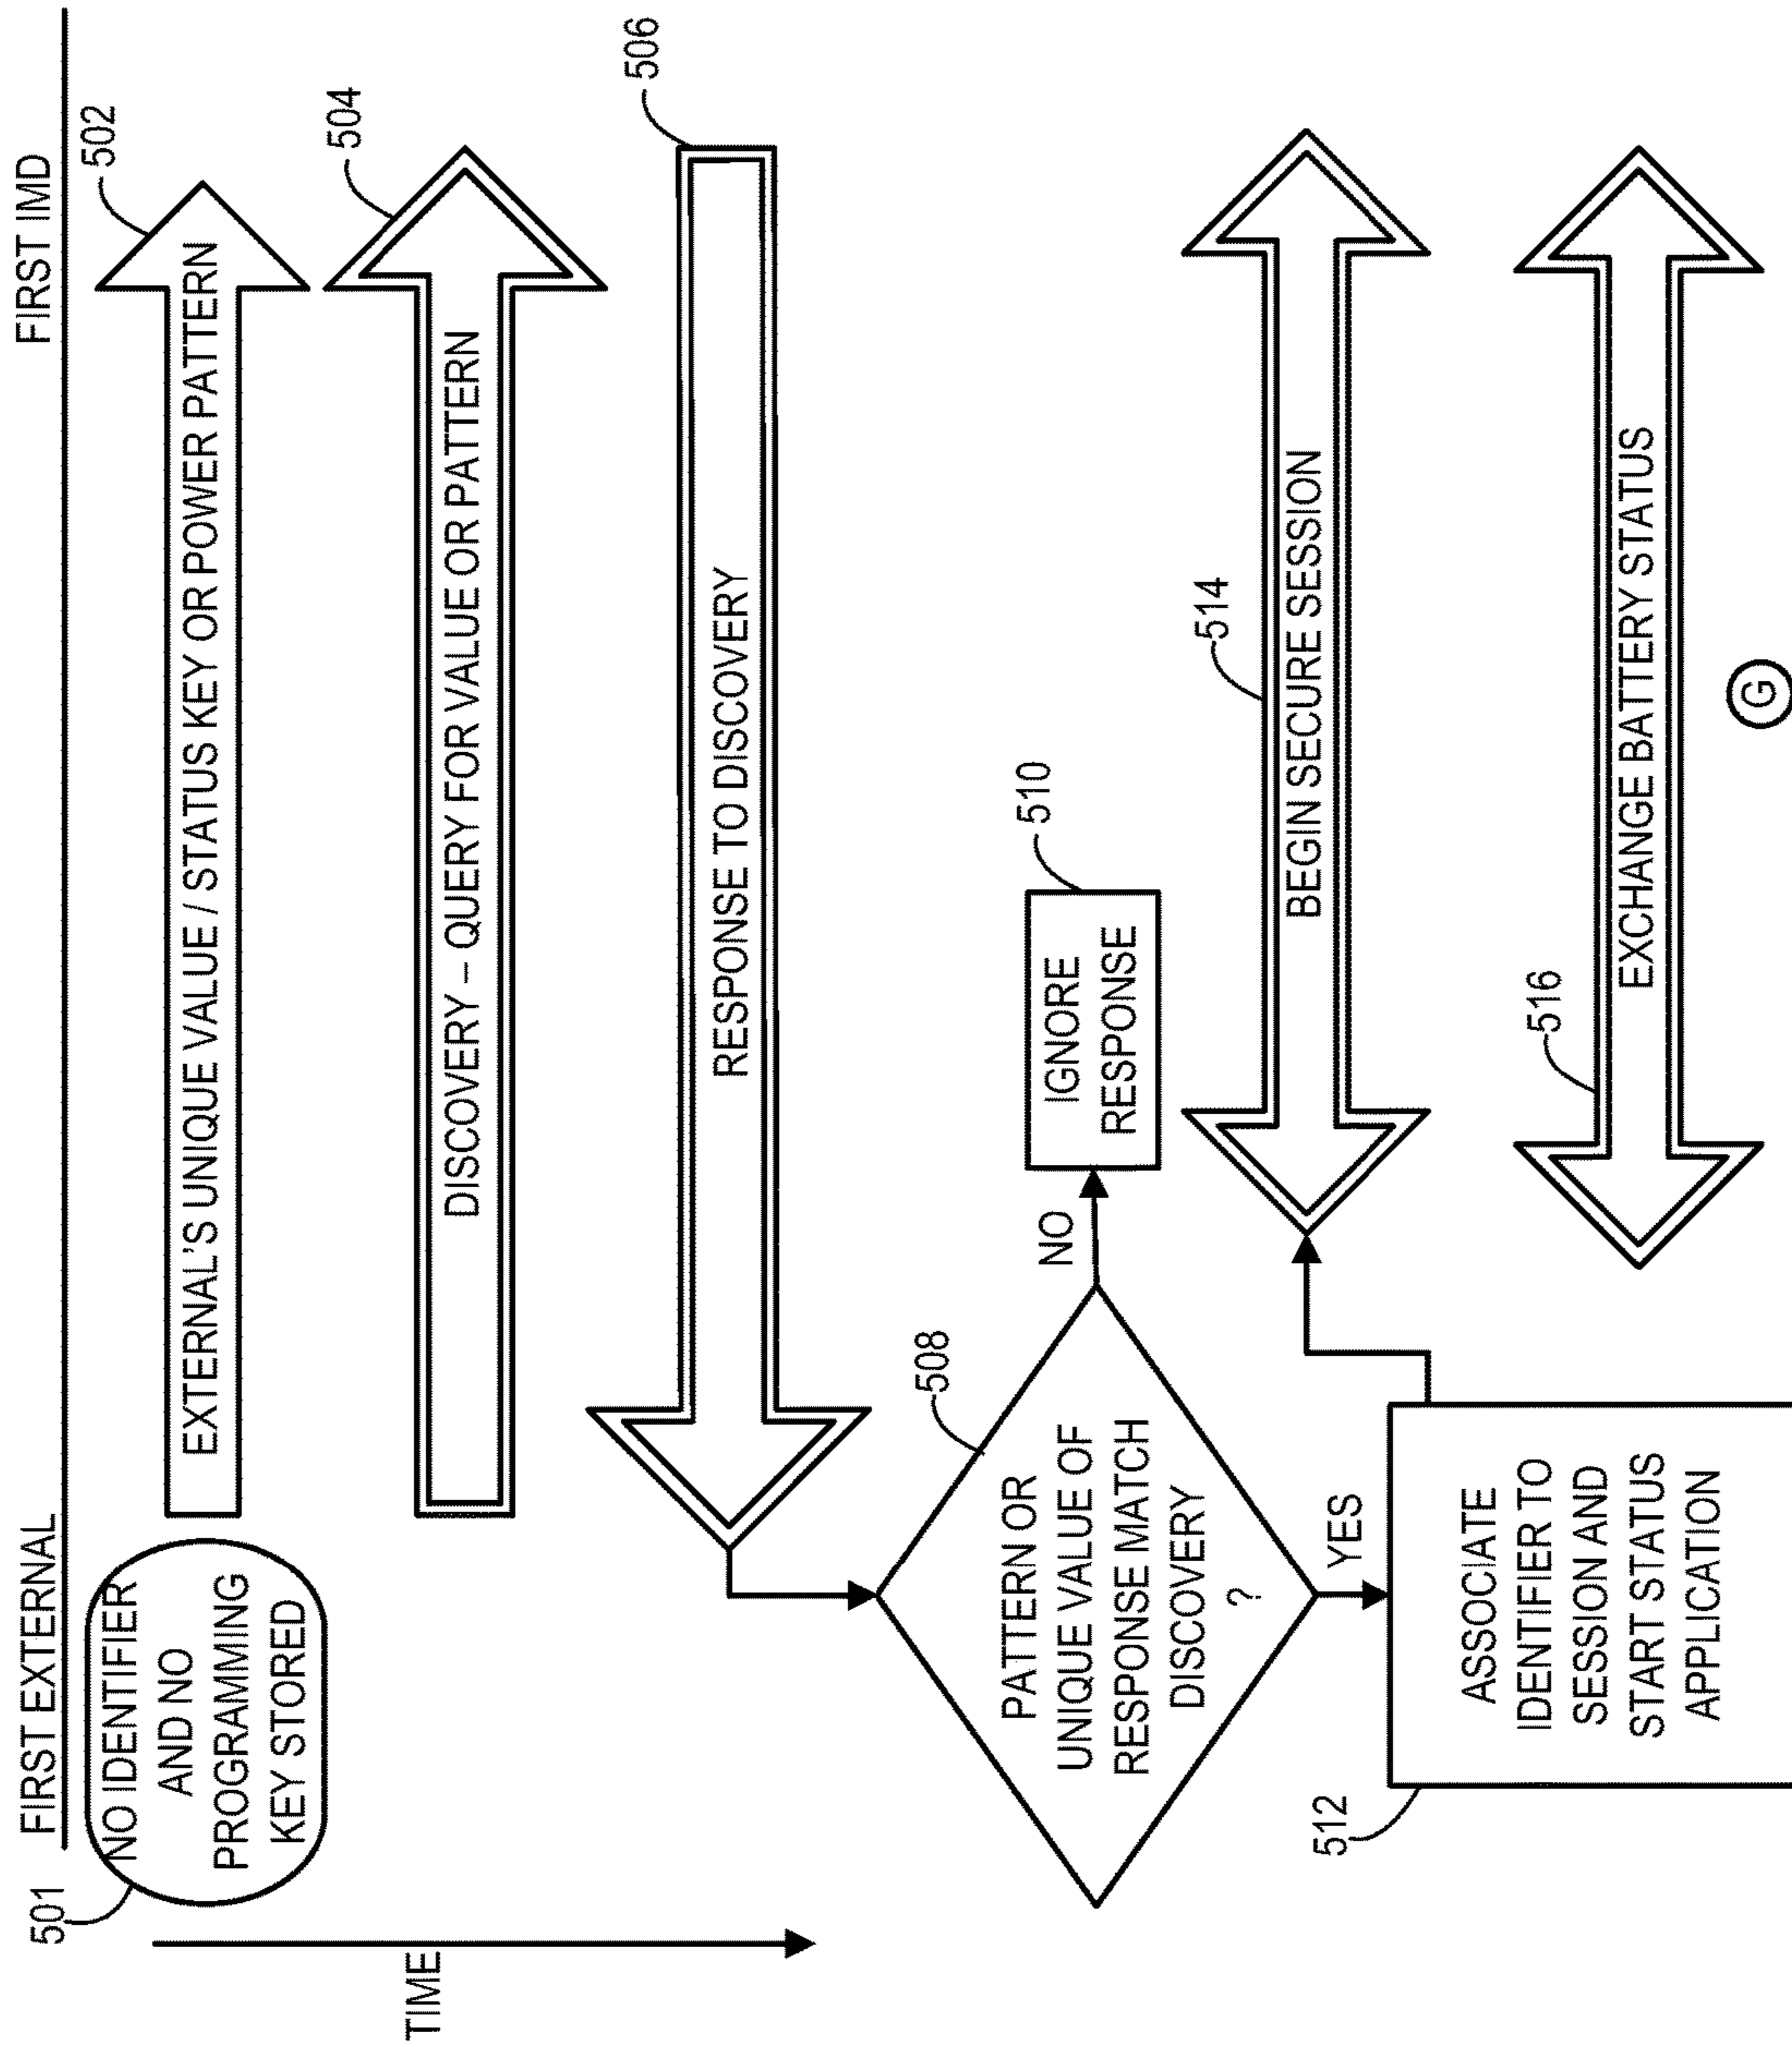 FIRST EXTERNAL
FIRST IMD
501
NO IDENTIFIER
AND NO
PROGRAMMING
KEY STORED
502
EXTERNAL'S UNIQUE VALUE / STATUS KEY OR POWER PATTERN
TIME
504
DISCOVERY – QUERY FOR VALUE OR PATTERN
506
RESPONSE TO DISCOVERY
508
PATTERN OR
UNIQUE VALUE OF
RESPONSE MATCH
DISCOVERY
?
NO
510
IGNORE
RESPONSE
YES
512
ASSOCIATE
IDENTIFIER TO
SESSION AND
START STATUS
APPLICATION
514
BEGIN SECURE SESSION
516
EXCHANGE BATTERY STATUS
G